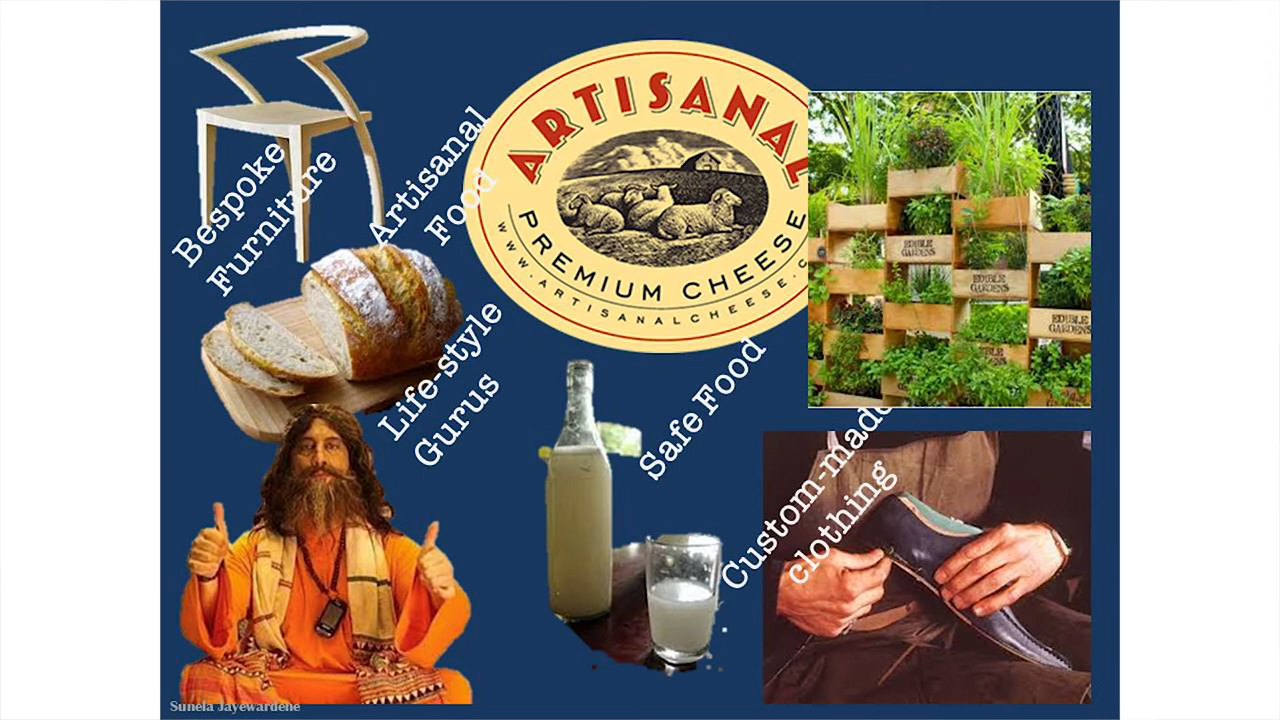 Bespoke
Furniture
Artisanal
Food
ARTISANAL
PREMIUM CHEESE
WWW.ARTISANALCHEESE.C
EDIBLE
GARDENS
EDIBLE
GARDENS
EDIBLE
GARDENS
Life-style
Gurus
Safe Food
Custom-made
clothing
Sunela Jayewardene